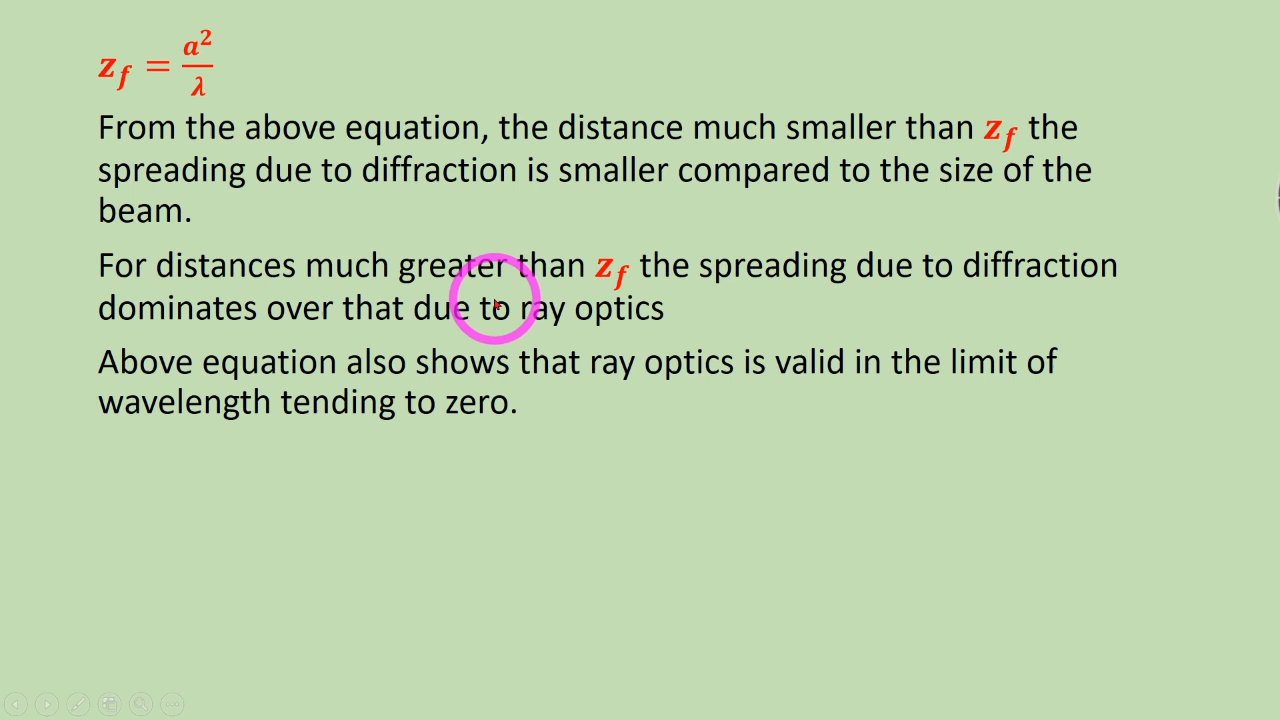 z_f = a²/λ
From the above equation, the distance much smaller than z_f the
spreading due to diffraction is smaller compared to the size of the
beam.
For distances much greater than z_f the spreading due to diffraction
dominates over that due to ray optics
Above equation also shows that ray optics is valid in the limit of
wavelength tending to zero.